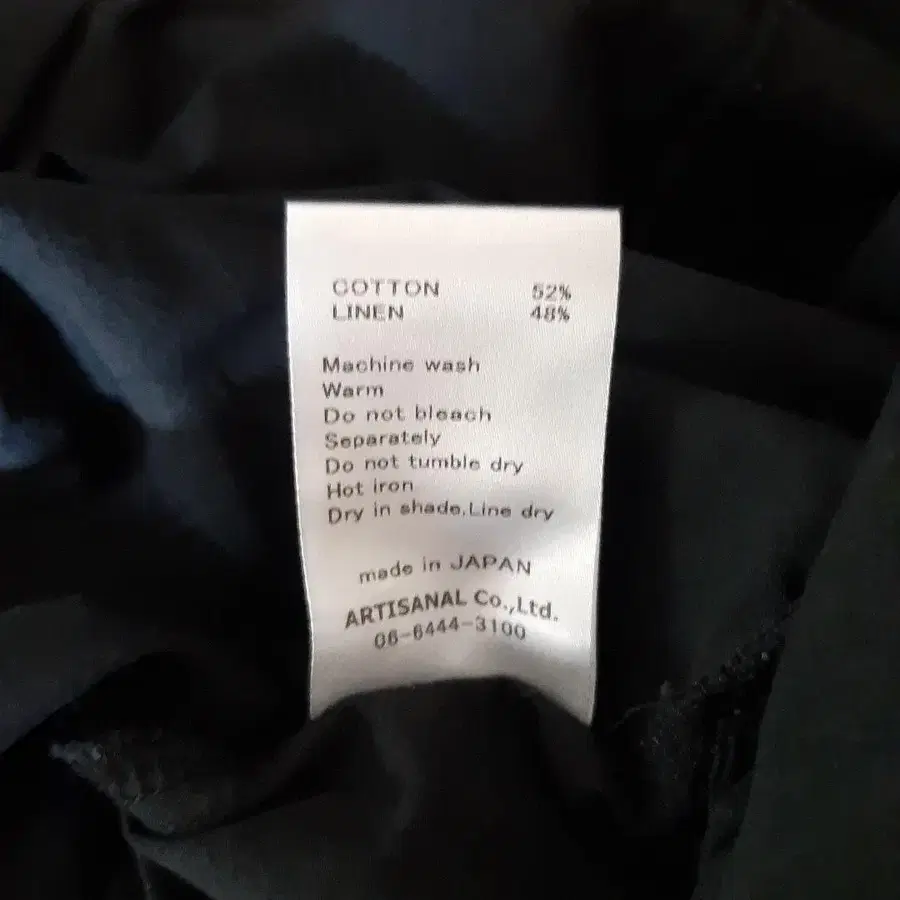 COTTON 52%
LINEN 48%
Machine wash
Warm
Do not bleach
Separately
Do not tumble dry
Hot iron
Dry in shade.Line dry
made in JAPAN
ARTISANAL Co.,Ltd.
06-6444-3100